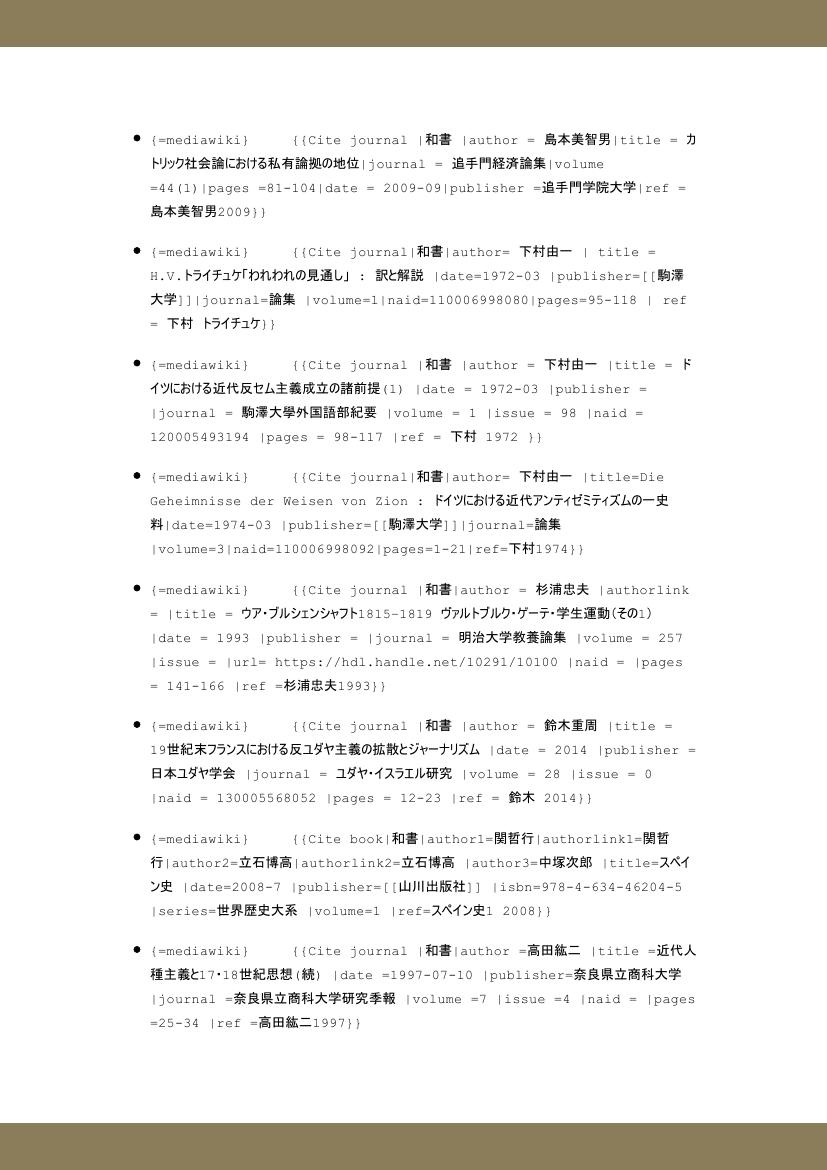 {=mediawiki}    {{Cite journal |和書 |author = 島本美智男|title = カ
トリック社会論における私有論拠の地位|journal = 追手門経済論集|volume
=44(1)|pages =81-104|date = 2009-09|publisher =追手門学院大学|ref =
島本美智男2009}}
{=mediawiki}    {{Cite journal|和書|author= 下村由一 | title =
H.V.トライチュケ「われわれの見通し」 : 訳と解説 |date=1972-03 |publisher=[[駒澤
大学]]|journal=論集 |volume=1|naid=110006998080|pages=95-118 | ref
= 下村 トライチュケ}}
{=mediawiki}    {{Cite journal |和書 |author = 下村由一 |title = ド
イツにおける近代反セム主義成立の諸前提(1) |date = 1972-03 |publisher =
|journal = 駒澤大學外国語部紀要 |volume = 1 |issue = 98 |naid =
120005493194 |pages = 98-117 |ref = 下村 1972 }}
{=mediawiki}    {{Cite journal|和書|author= 下村由一 |title=Die
Geheimnisse der Weisen von Zion : ドイツにおける近代アンティゼミティズムの一史
料|date=1974-03 |publisher=[[駒澤大学]]|journal=論集
|volume=3|naid=110006998092|pages=1-21|ref=下村1974}}
{=mediawiki}    {{Cite journal |和書|author = 杉浦忠夫 |authorlink
= |title = ウア・ブルシェンシャフト1815-1819 ヴァルトブルク・ゲーテ・学生運動(その1)
|date = 1993 |publisher = |journal = 明治大学教養論集 |volume = 257
|issue = |url= https://hdl.handle.net/10291/10100 |naid = |pages
= 141-166 |ref =杉浦忠夫1993}}
{=mediawiki}    {{Cite journal |和書 |author = 鈴木重周 |title =
19世紀末フランスにおける反ユダヤ主義の拡散とジャーナリズム |date = 2014 |publisher =
日本ユダヤ学会 |journal = ユダヤ・イスラエル研究 |volume = 28 |issue = 0
|naid = 130005568052 |pages = 12-23 |ref = 鈴木 2014}}
{=mediawiki}    {{Cite book|和書|author1=関哲行|authorlink1=関哲
行|author2=立石博高|authorlink2=立石博高 |author3=中塚次郎 |title=スペイ
ン史 |date=2008-7 |publisher=[[山川出版社]] |isbn=978-4-634-46204-5
|series=世界歴史大系 |volume=1 |ref=スペイン史1 2008}}
{=mediawiki}    {{Cite journal |和書|author =高田紘二 |title =近代人
種主義と17・18世紀思想(続) |date =1997-07-10 |publisher=奈良県立商科大学
|journal =奈良県立商科大学研究季報 |volume =7 |issue =4 |naid = |pages
=25-34 |ref =高田紘二1997}}